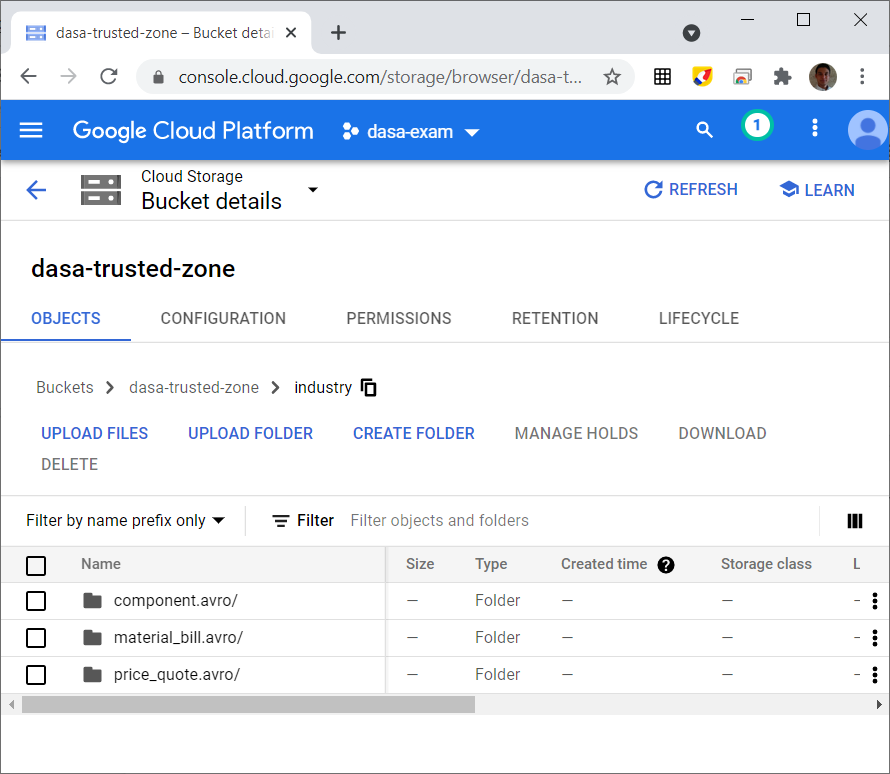 dasa-trusted-zone – Bucket detai
console.cloud.google.com/storage/browser/dasa-t...
Google Cloud Platform dasa-exam 1
Cloud Storage
Bucket details REFRESH LEARN
dasa-trusted-zone
OBJECTS CONFIGURATION PERMISSIONS RETENTION LIFECYCLE
Buckets dasa-trusted-zone industry
UPLOAD FILES UPLOAD FOLDER CREATE FOLDER MANAGE HOLDS DOWNLOAD
DELETE
Filter by name prefix only Filter Filter objects and folders
Name Size Type Created time ? Storage class L
component.avro/ — Folder — — –
material_bill.avro/ — Folder — — –
price_quote.avro/ — Folder — — –